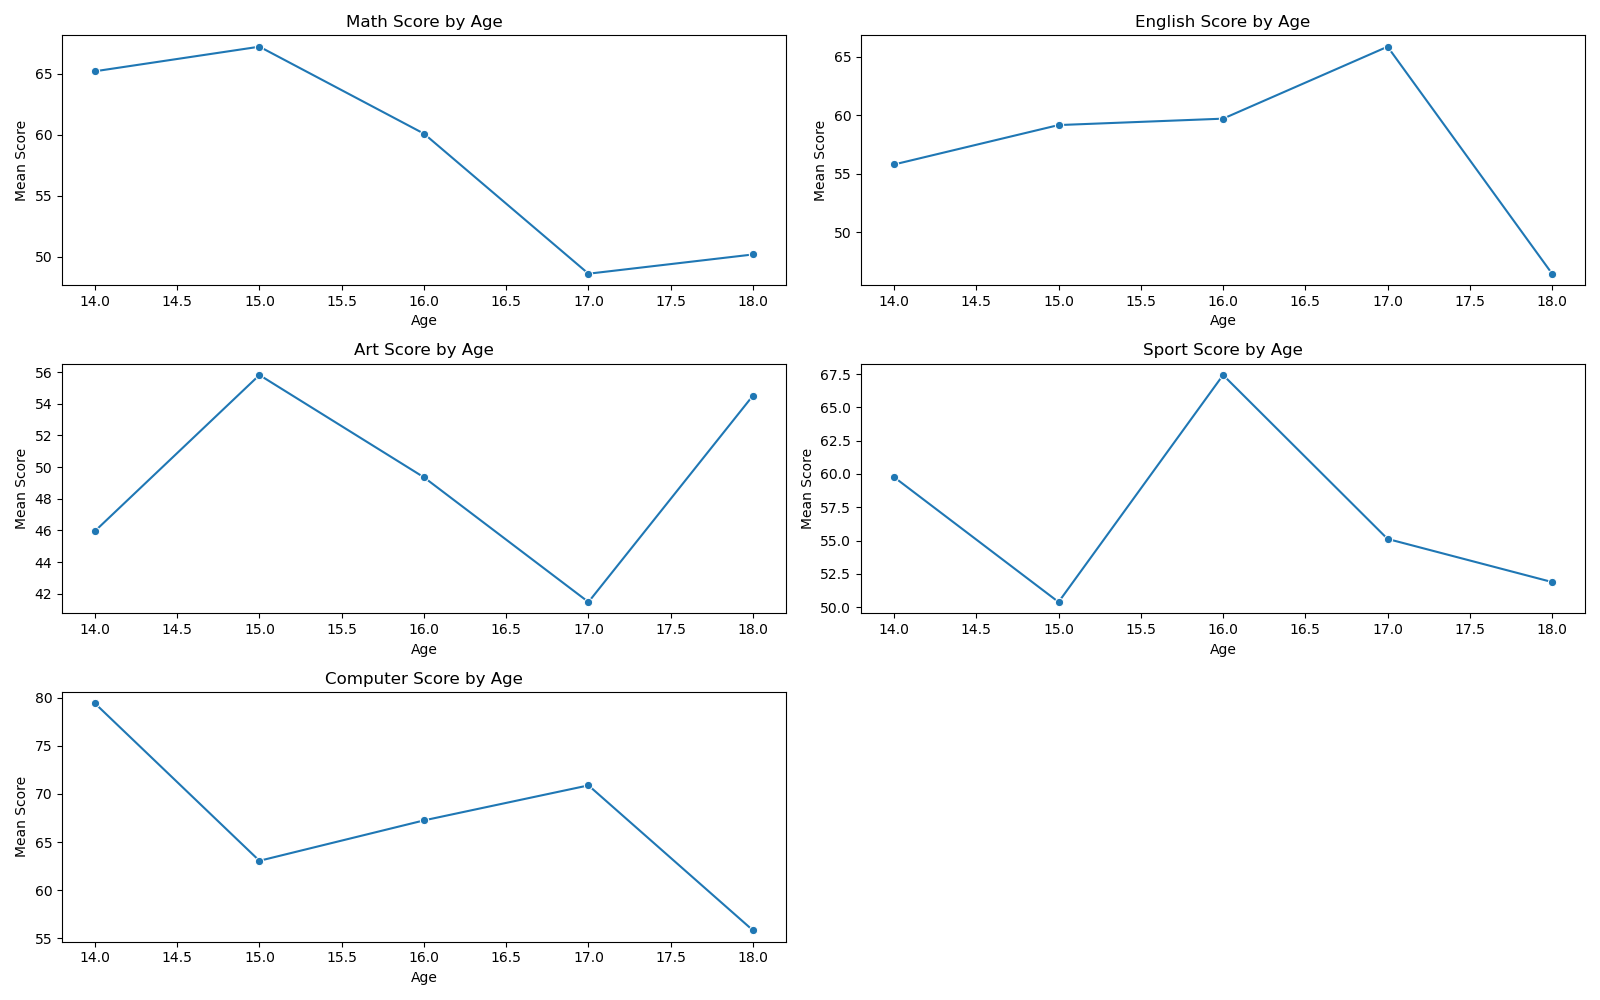 Math Score by Age
Mean Score
65
60
55
50
14.0 14.5 15.0 15.5 16.0 16.5 17.0 17.5 18.0
Age
English Score by Age
Mean Score
65
60
55
50
14.0 14.5 15.0 15.5 16.0 16.5 17.0 17.5 18.0
Age
Art Score by Age
Mean Score
56
54
52
50
48
46
44
42
14.0 14.5 15.0 15.5 16.0 16.5 17.0 17.5 18.0
Age
Sport Score by Age
Mean Score
67.5
65.0
62.5
60.0
57.5
55.0
52.5
50.0
14.0 14.5 15.0 15.5 16.0 16.5 17.0 17.5 18.0
Age
Computer Score by Age
Mean Score
80
75
70
65
60
55
14.0 14.5 15.0 15.5 16.0 16.5 17.0 17.5 18.0
Age